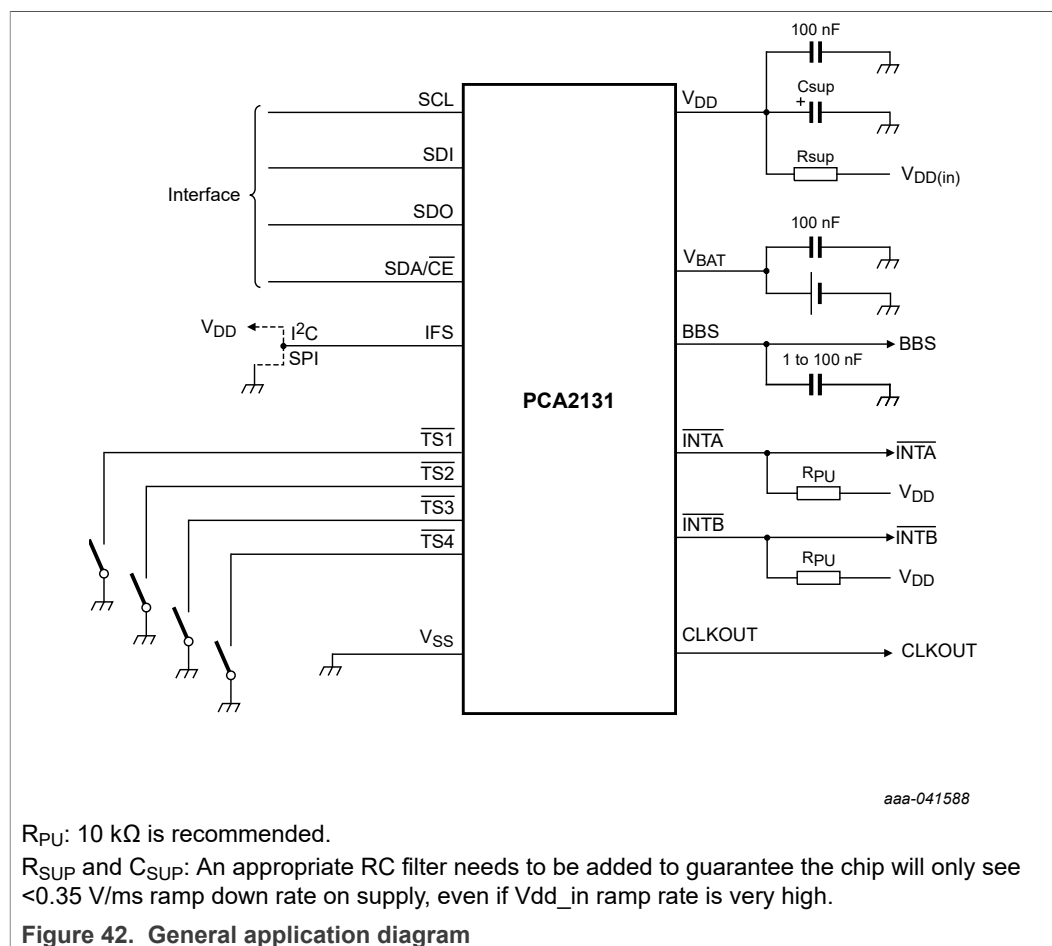 100 nF
SCL
VDD
Csup
+
SDI
Rsup
VDD(in)
Interface
SDO
100 nF
SDA/CE
VBAT
VDD
I2C
IFS
BBS
BBS
SPI
1 to 100 nF
PCA2131
TS1
INTA
INTA
TS2
RPU
VDD
TS3
INTB
INTB
TS4
RPU
VDD
VSS
CLKOUT
CLKOUT
aaa-041588
RPU: 10 kΩ is recommended.
RSUP and CSUP: An appropriate RC filter needs to be added to guarantee the chip will only see
<0.35 V/ms ramp down rate on supply, even if Vdd_in ramp rate is very high.
Figure 42. General application diagram